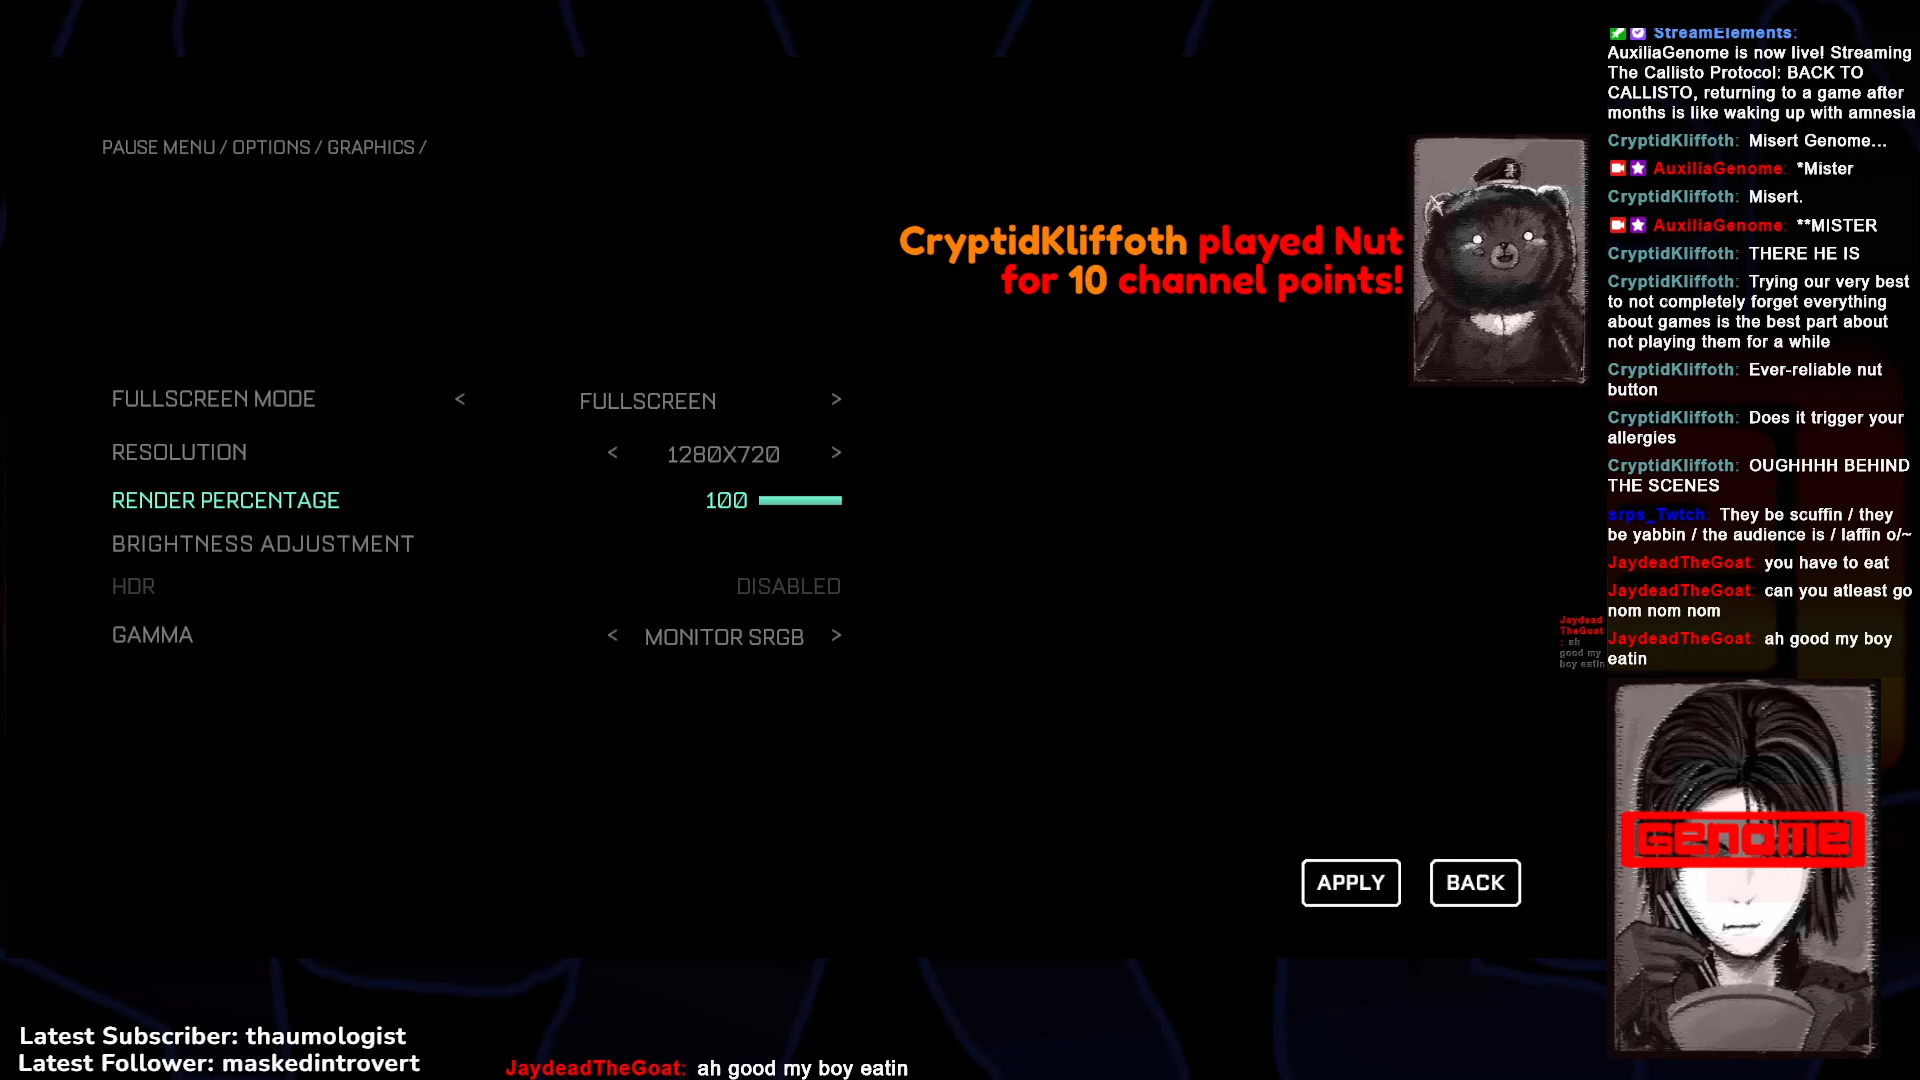 PAUSE MENU / OPTIONS / GRAPHICS /
FULLSCREEN MODE < FULLSCREEN >
RESOLUTION < 1280X720 >
RENDER PERCENTAGE 100
BRIGHTNESS ADJUSTMENT
HDR DISABLED
GAMMA < MONITOR SRGB >
APPLY BACK
CryptidKliffoth played Nut
for 10 channel points!
StreamElements:
AuxiliaGenome is now live! Streaming
The Callisto Protocol: BACK TO
CALLISTO, returning to a game after
months is like waking up with amnesia
CryptidKliffoth: Misert Genome...
AuxiliaGenome: *Mister
CryptidKliffoth: Misert.
AuxiliaGenome: **MISTER
CryptidKliffoth: THERE HE IS
CryptidKliffoth: Trying our very best
to not completely forget everything
about games is the best part about
not playing them for a while
CryptidKliffoth: Ever-reliable nut
button
CryptidKliffoth: Does it trigger your
allergies
CryptidKliffoth: OUGHHHH BEHIND
THE SCENES
srps_Twtch: They be scuffin / they
be yabbin / the audience is / laffin o/~
JaydeadTheGoat: you have to eat
JaydeadTheGoat: can you atleast go
nom nom nom
JaydeadTheGoat: ah good my boy
eatin
Jaydead
TheGoat
: ah
good my
boy eatin
GENOME
Latest Subscriber: thaumologist
Latest Follower: maskedintrovert
JaydeadTheGoat: ah good my boy eatin